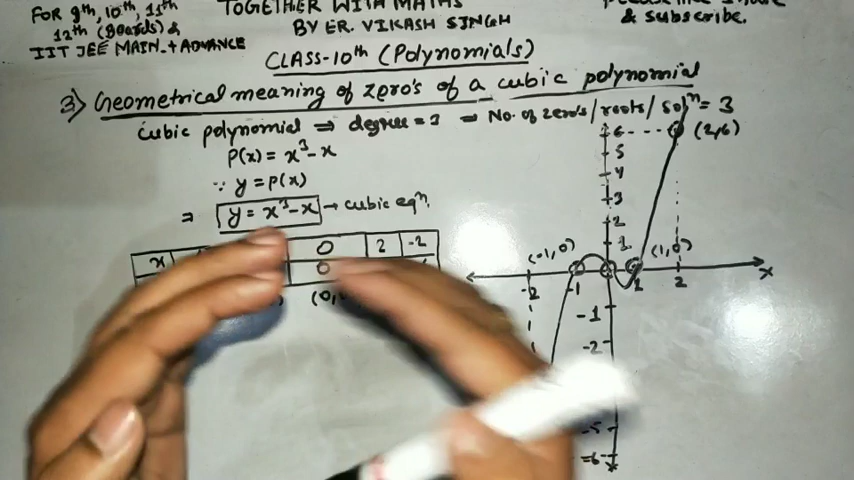 FOR 9th, 10th, 11th
12th (Boards) &
IIT JEE MAIN + ADVANCE
TOGETHER WITH MATHS
BY ER. VIKASH SINGH
& SUBSCRIBE.
CLASS-10th (Polynomials)
3) Geometrical meaning of zero's of a cubic polynomial
cubic polynomial ⇒ degree = 3 ⇒ No. of zero's/roots/solⁿ = 3
P(x) = x³-x
∵ y = P(x)
⇒ y = x³-x → cubic eqⁿ.
x 0 2 -2
0
(0,
6 (2,6)
5
4
3
2
1
(-1,0) (1,0)
-2 -1 1 2 x
-1
-2
-5
-6